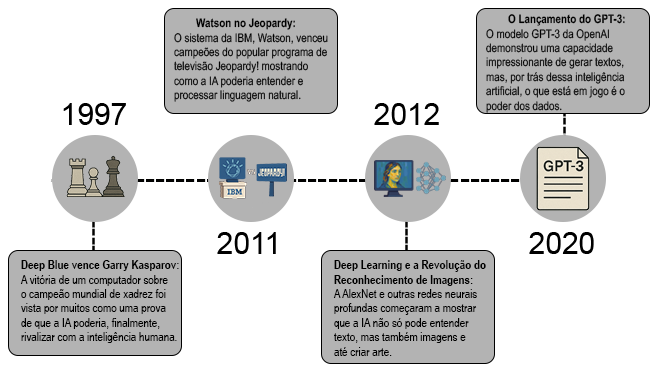 1997
Deep Blue vence Garry Kasparov:
A vitória de um computador sobre
o campeão mundial de xadrez foi
vista por muitos como uma prova
de que a IA poderia, finalmente,
rivalizar com a inteligência humana.
Watson no Jeopardy:
O sistema da IBM, Watson, venceu
campeões do popular programa de
televisão Jeopardy! mostrando
como a IA poderia entender e
processar linguagem natural.
JEOPARDY!
IBM
2011
2012
Deep Learning e a Revolução do
Reconhecimento de Imagens:
A AlexNet e outras redes neurais
profundas começaram a mostrar
que a IA não só pode entender
texto, mas também imagens e
até criar arte.
O Lançamento do GPT-3:
O modelo GPT-3 da OpenAI
demonstrou uma capacidade
impressionante de gerar textos,
mas, por trás dessa inteligência
artificial, o que está em jogo é o
poder dos dados.
GPT-3
2020